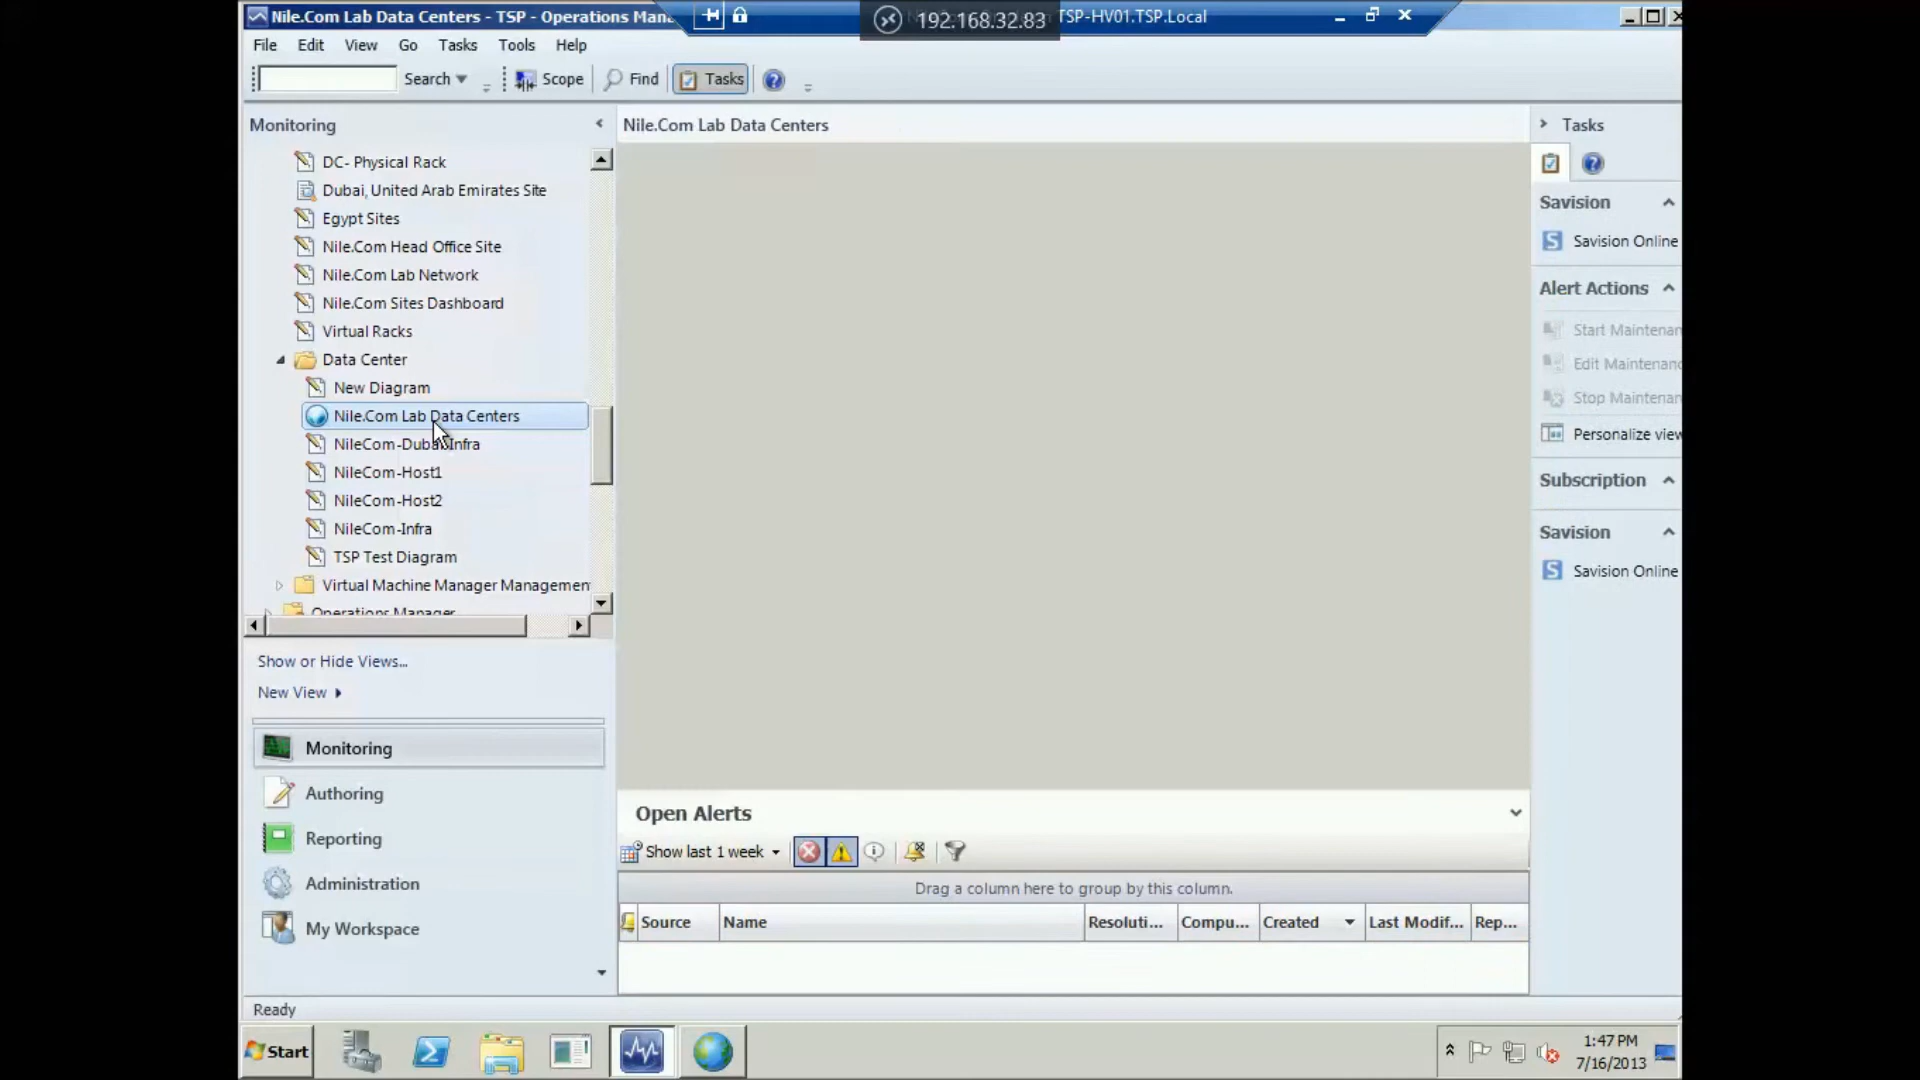 Nile.Com Lab Data Centers - TSP - Operations Mana
192.168.32.83
TSP-HV01.TSP.Local
File Edit View Go Tasks Tools Help
Search Scope Find Tasks
Monitoring
Nile.Com Lab Data Centers
Tasks
DC- Physical Rack
Dubai, United Arab Emirates Site
Egypt Sites
Nile.Com Head Office Site
Nile.Com Lab Network
Nile.Com Sites Dashboard
Virtual Racks
Data Center
New Diagram
Nile.Com Lab Data Centers
NileCom-Dubai Infra
NileCom-Host1
NileCom-Host2
NileCom-Infra
TSP Test Diagram
Virtual Machine Manager Managemen
Operations Manager
Show or Hide Views...
New View
Monitoring
Authoring
Reporting
Administration
My Workspace
Savision
Savision Online
Alert Actions
Start Maintenan
Edit Maintenanc
Stop Maintenan
Personalize view
Subscription
Savision
Savision Online
Open Alerts
Show last 1 week
Drag a column here to group by this column.
Source Name Resoluti... Compu... Created Last Modif... Rep...
Ready
Start
1:47 PM
7/16/2013